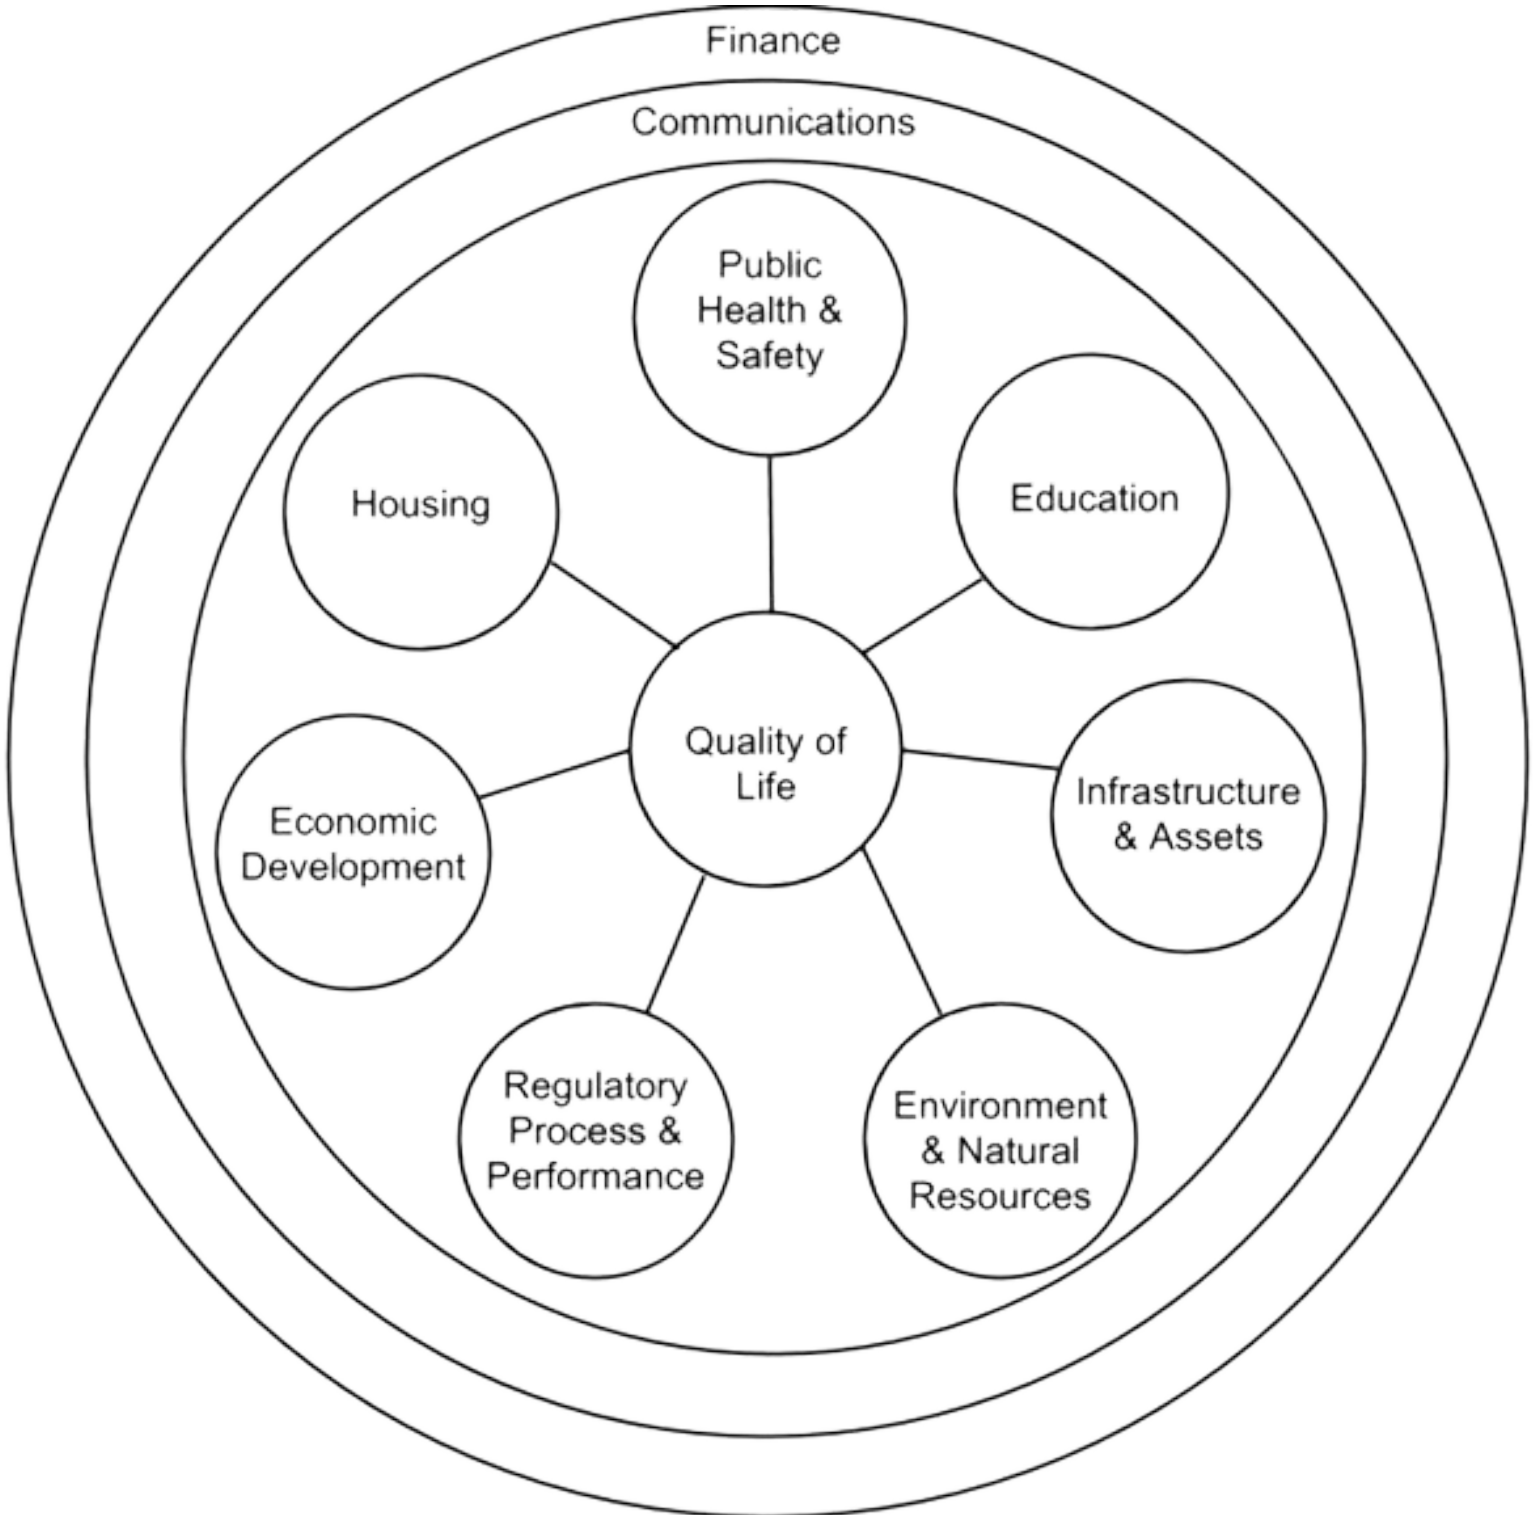 Finance
Communications
Public
Health &
Safety
Education
Housing
Quality of
Life
Infrastructure
& Assets
Economic
Development
Regulatory
Process &
Performance
Environment
& Natural
Resources